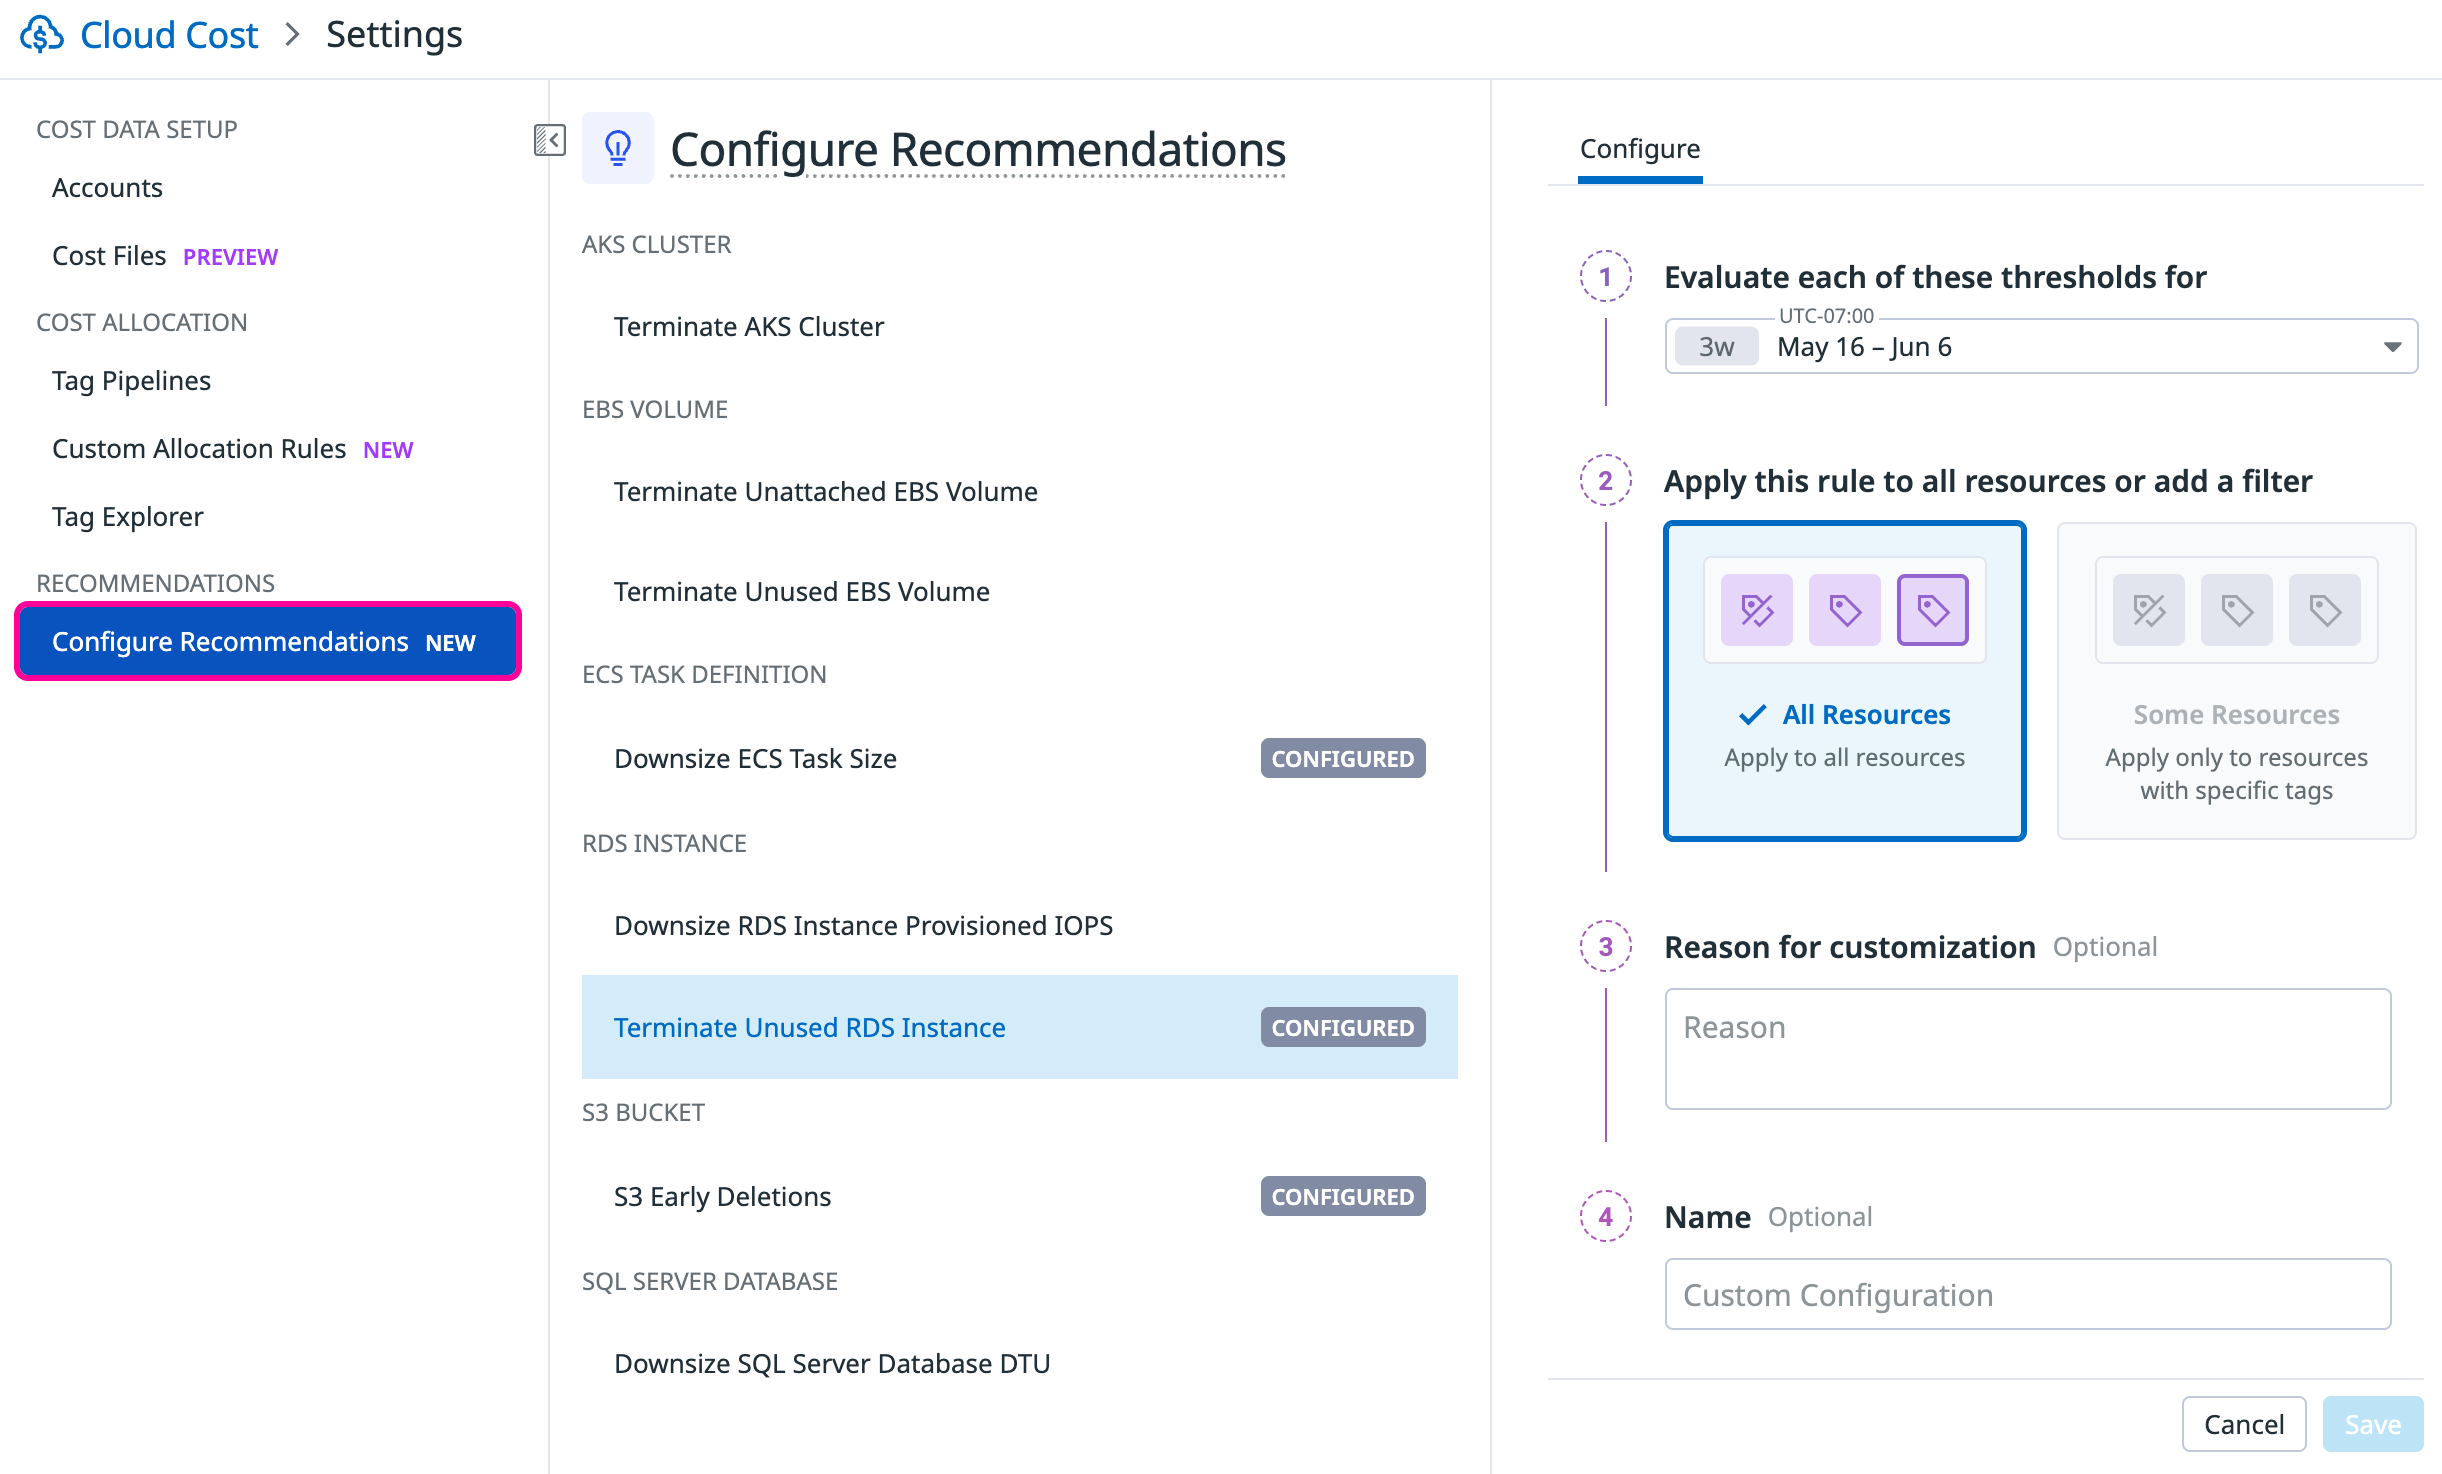 Cloud Cost > Settings
COST DATA SETUP
Accounts
Cost Files PREVIEW
COST ALLOCATION
Tag Pipelines
Custom Allocation Rules NEW
Tag Explorer
RECOMMENDATIONS
Configure Recommendations NEW
Configure Recommendations
AKS CLUSTER
Terminate AKS Cluster
EBS VOLUME
Terminate Unattached EBS Volume
Terminate Unused EBS Volume
ECS TASK DEFINITION
Downsize ECS Task Size CONFIGURED
RDS INSTANCE
Downsize RDS Instance Provisioned IOPS
Terminate Unused RDS Instance CONFIGURED
S3 BUCKET
S3 Early Deletions CONFIGURED
SQL SERVER DATABASE
Downsize SQL Server Database DTU
Configure
1 Evaluate each of these thresholds for
UTC-07:00
3w May 16 – Jun 6
2 Apply this rule to all resources or add a filter
All Resources
Apply to all resources
Some Resources
Apply only to resources
with specific tags
3 Reason for customization Optional
Reason
4 Name Optional
Custom Configuration
Cancel Save